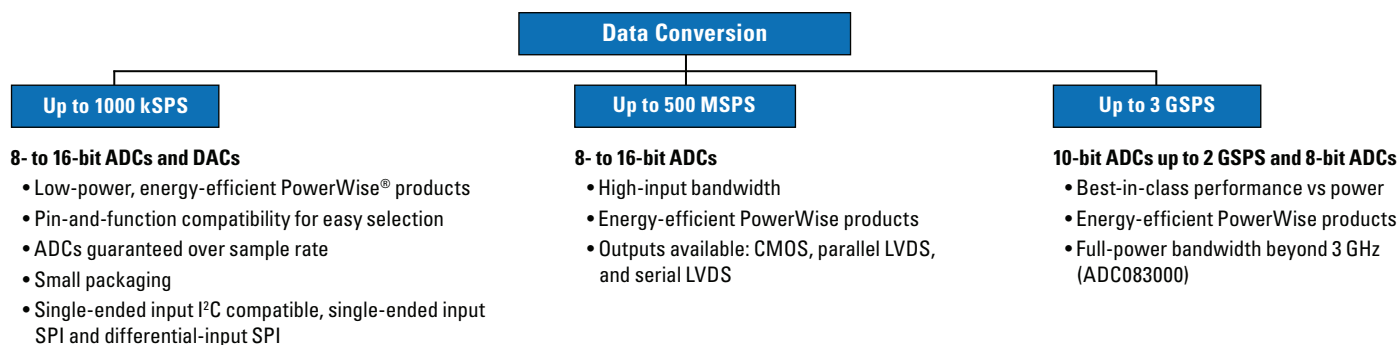 Data Conversion
Up to 1000 kSPS
8- to 16-bit ADCs and DACs
• Low-power, energy-efficient PowerWise® products
• Pin-and-function compatibility for easy selection
• ADCs guaranteed over sample rate
• Small packaging
• Single-ended input I²C compatible, single-ended input
SPI and differential-input SPI
Up to 500 MSPS
8- to 16-bit ADCs
• High-input bandwidth
• Energy-efficient PowerWise products
• Outputs available: CMOS, parallel LVDS,
and serial LVDS
Up to 3 GSPS
10-bit ADCs up to 2 GSPS and 8-bit ADCs
• Best-in-class performance vs power
• Energy-efficient PowerWise products
• Full-power bandwidth beyond 3 GHz
(ADC083000)